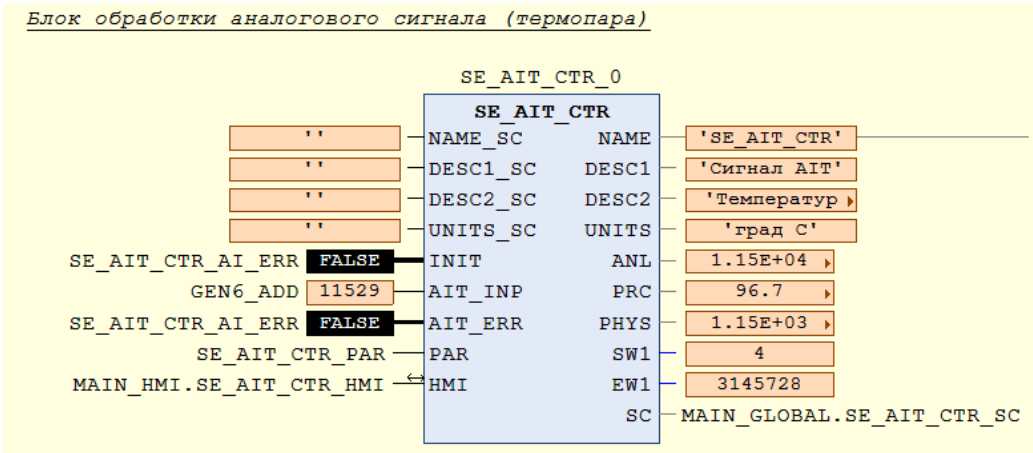 Блок обработки аналогового сигнала (термопара)
SE_AIT_CTR_0
SE_AIT_CTR
'' NAME_SC NAME 'SE_AIT_CTR'
'' DESC1_SC DESC1 'Сигнал AIT'
'' DESC2_SC DESC2 'Температур
'' UNITS_SC UNITS 'град С'
SE_AIT_CTR_AI_ERR FALSE INIT ANL 1.15E+04
GEN6_ADD 11529 AIT_INP PRC 96.7
SE_AIT_CTR_AI_ERR FALSE AIT_ERR PHYS 1.15E+03
SE_AIT_CTR_PAR PAR SW1 4
MAIN_HMI.SE_AIT_CTR_HMI HMI EW1 3145728
SC MAIN_GLOBAL.SE_AIT_CTR_SC